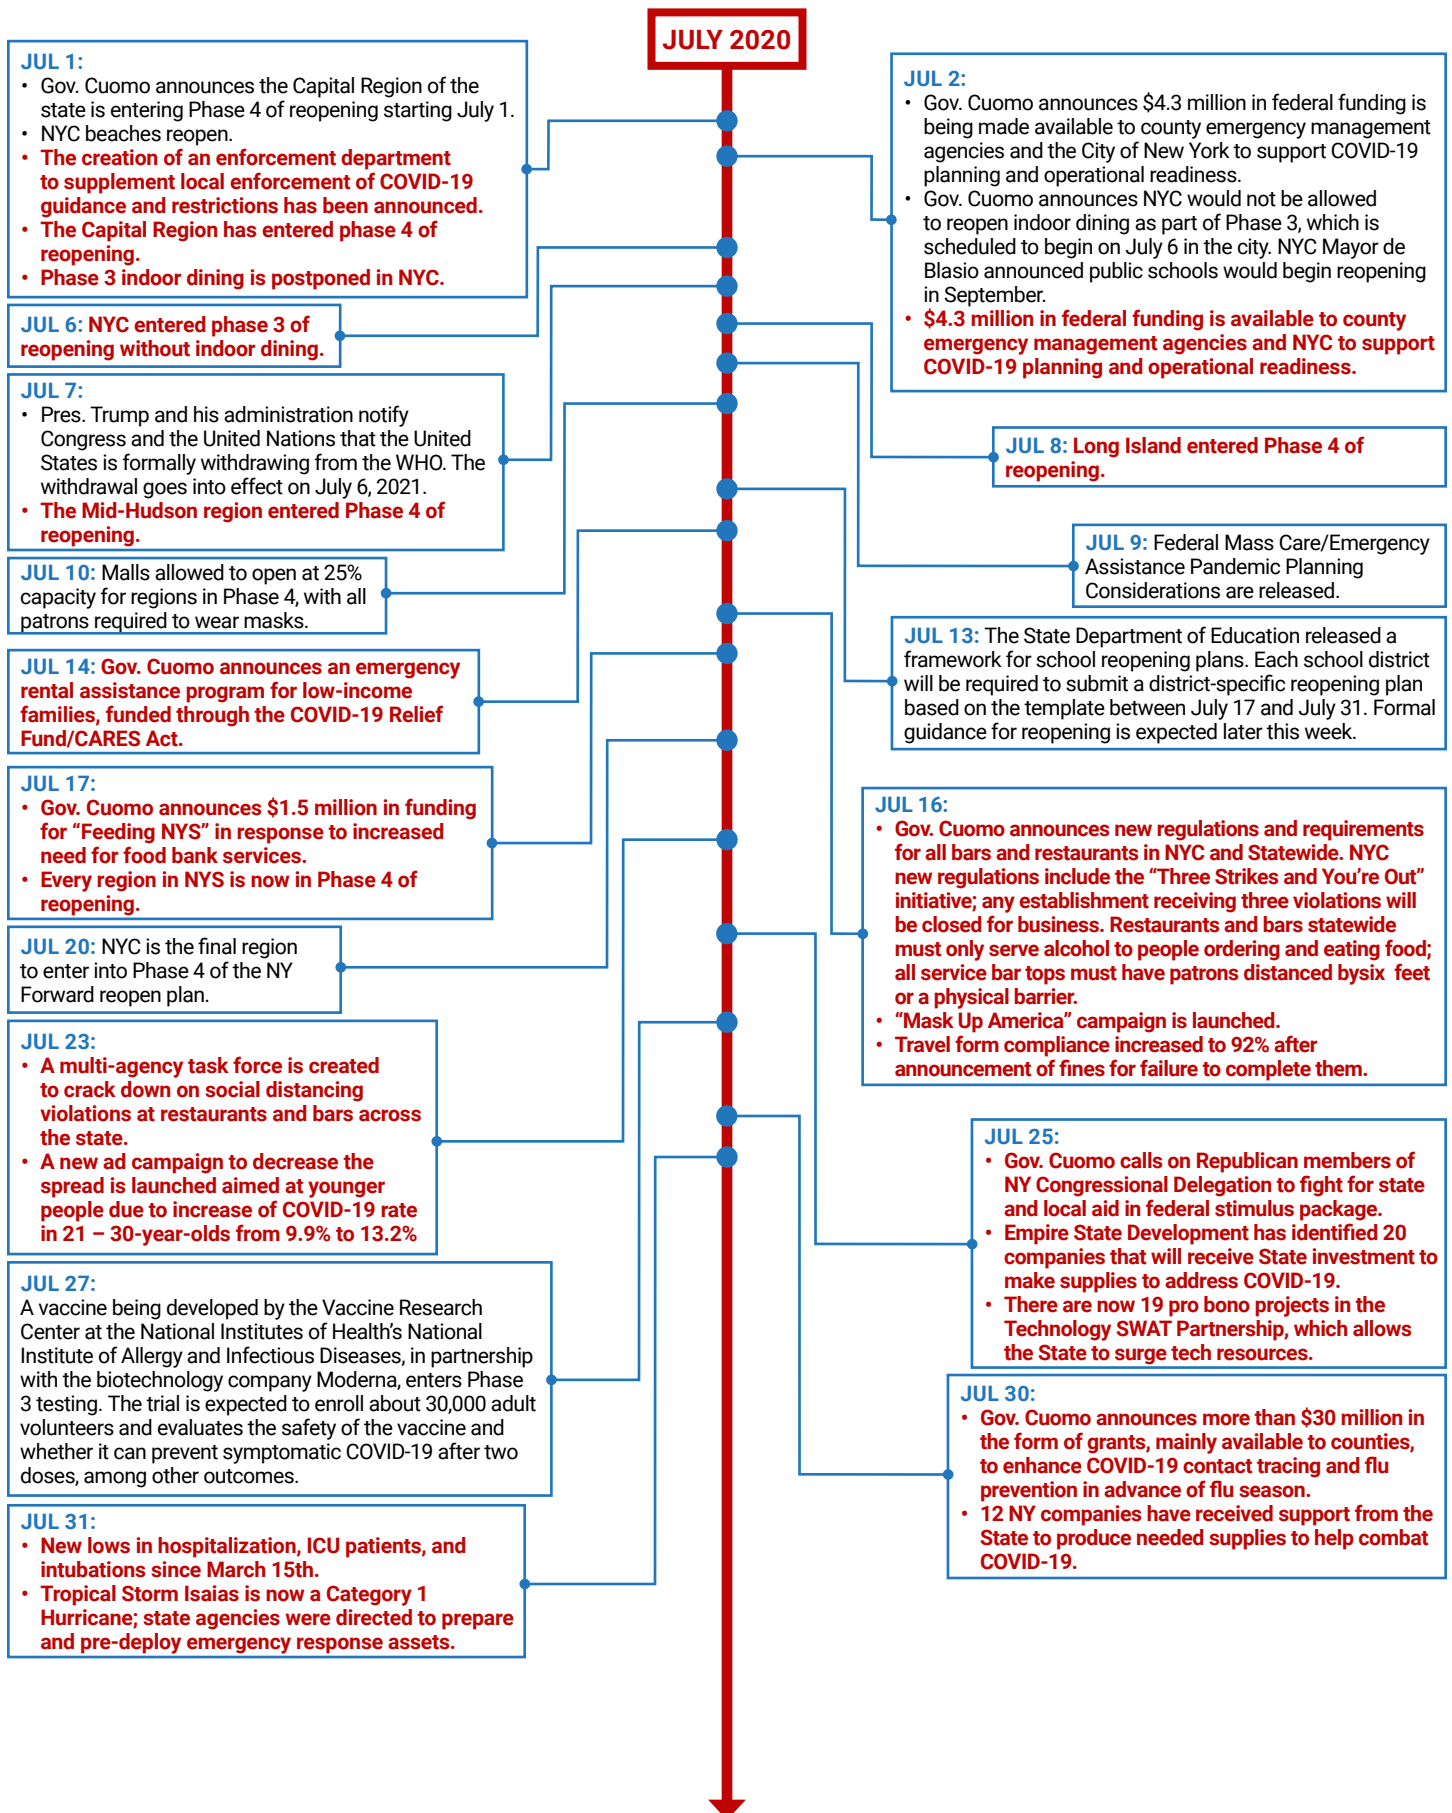 JULY 2020
JUL 1:
• Gov. Cuomo announces the Capital Region of the
state is entering Phase 4 of reopening starting July 1.
• NYC beaches reopen.
• The creation of an enforcement department
to supplement local enforcement of COVID-19
guidance and restrictions has been announced.
• The Capital Region has entered phase 4 of
reopening.
• Phase 3 indoor dining is postponed in NYC.
JUL 2:
• Gov. Cuomo announces $4.3 million in federal funding is
being made available to county emergency management
agencies and the City of New York to support COVID-19
planning and operational readiness.
• Gov. Cuomo announces NYC would not be allowed
to reopen indoor dining as part of Phase 3, which is
scheduled to begin on July 6 in the city. NYC Mayor de
Blasio announced public schools would begin reopening
in September.
• $4.3 million in federal funding is available to county
emergency management agencies and NYC to support
COVID-19 planning and operational readiness.
JUL 6: NYC entered phase 3 of
reopening without indoor dining.
JUL 7:
• Pres. Trump and his administration notify
Congress and the United Nations that the United
States is formally withdrawing from the WHO. The
withdrawal goes into effect on July 6, 2021.
• The Mid-Hudson region entered Phase 4 of
reopening.
JUL 8: Long Island entered Phase 4 of
reopening.
JUL 9: Federal Mass Care/Emergency
Assistance Pandemic Planning
Considerations are released.
JUL 10: Malls allowed to open at 25%
capacity for regions in Phase 4, with all
patrons required to wear masks.
JUL 13: The State Department of Education released a
framework for school reopening plans. Each school district
will be required to submit a district-specific reopening plan
based on the template between July 17 and July 31. Formal
guidance for reopening is expected later this week.
JUL 14: Gov. Cuomo announces an emergency
rental assistance program for low-income
families, funded through the COVID-19 Relief
Fund/CARES Act.
JUL 16:
• Gov. Cuomo announces new regulations and requirements
for all bars and restaurants in NYC and Statewide. NYC
new regulations include the “Three Strikes and You’re Out”
initiative; any establishment receiving three violations will
be closed for business. Restaurants and bars statewide
must only serve alcohol to people ordering and eating food;
all service bar tops must have patrons distanced bysix feet
or a physical barrier.
• “Mask Up America” campaign is launched.
• Travel form compliance increased to 92% after
announcement of fines for failure to complete them.
JUL 17:
• Gov. Cuomo announces $1.5 million in funding
for “Feeding NYS” in response to increased
need for food bank services.
• Every region in NYS is now in Phase 4 of
reopening.
JUL 20: NYC is the final region
to enter into Phase 4 of the NY
Forward reopen plan.
JUL 23:
• A multi-agency task force is created
to crack down on social distancing
violations at restaurants and bars across
the state.
• A new ad campaign to decrease the
spread is launched aimed at younger
people due to increase of COVID-19 rate
in 21 – 30-year-olds from 9.9% to 13.2%
JUL 25:
• Gov. Cuomo calls on Republican members of
NY Congressional Delegation to fight for state
and local aid in federal stimulus package.
• Empire State Development has identified 20
companies that will receive State investment to
make supplies to address COVID-19.
• There are now 19 pro bono projects in the
Technology SWAT Partnership, which allows
the State to surge tech resources.
JUL 27:
A vaccine being developed by the Vaccine Research
Center at the National Institutes of Health’s National
Institute of Allergy and Infectious Diseases, in partnership
with the biotechnology company Moderna, enters Phase
3 testing. The trial is expected to enroll about 30,000 adult
volunteers and evaluates the safety of the vaccine and
whether it can prevent symptomatic COVID-19 after two
doses, among other outcomes.
JUL 30:
• Gov. Cuomo announces more than $30 million in
the form of grants, mainly available to counties,
to enhance COVID-19 contact tracing and flu
prevention in advance of flu season.
• 12 NY companies have received support from the
State to produce needed supplies to help combat
COVID-19.
JUL 31:
• New lows in hospitalization, ICU patients, and
intubations since March 15th.
• Tropical Storm Isaias is now a Category 1
Hurricane; state agencies were directed to prepare
and pre-deploy emergency response assets.